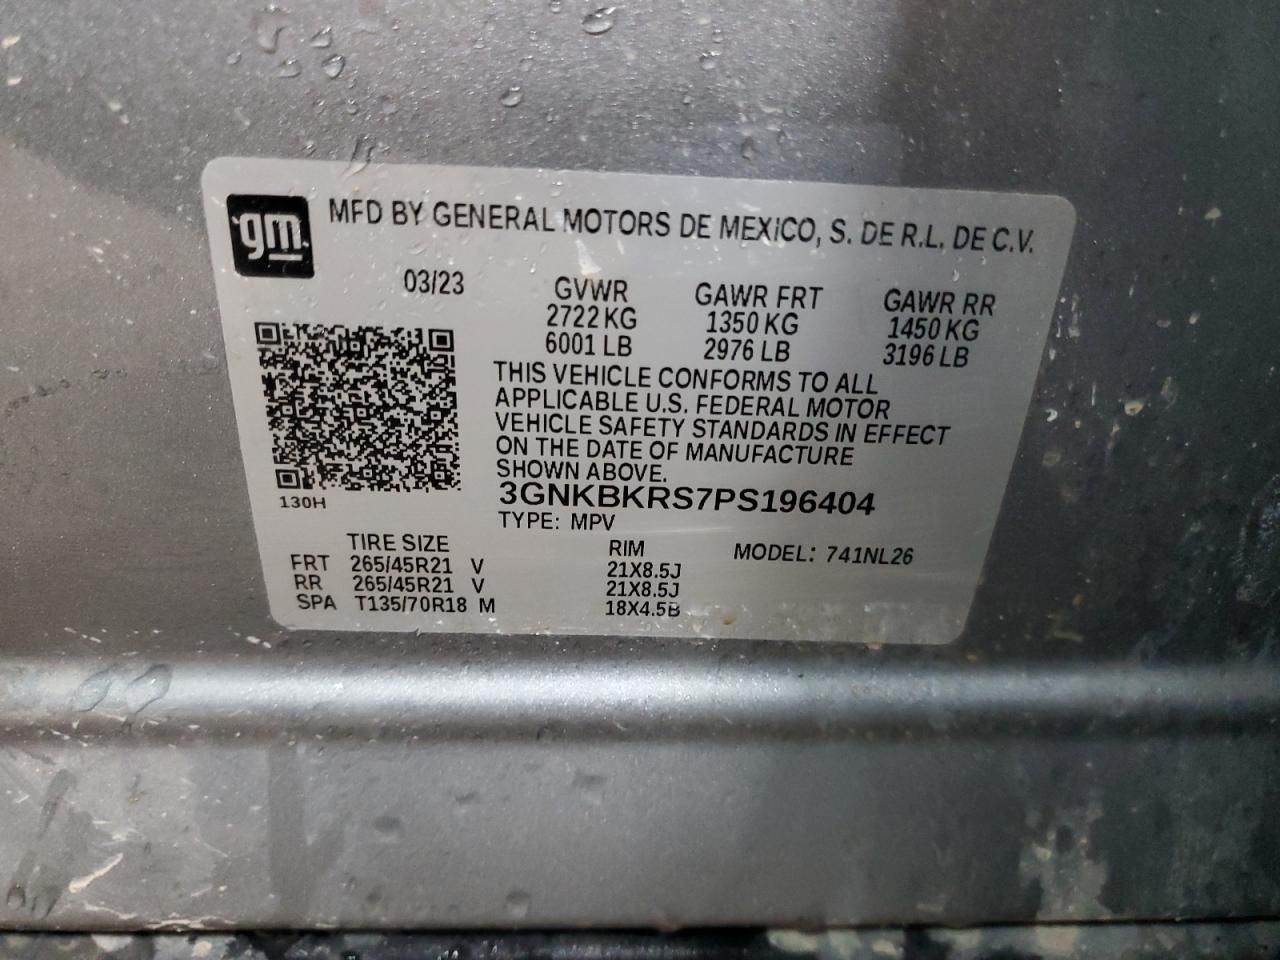 gm MFD BY GENERAL MOTORS DE MEXICO, S. DE R.L. DE C.V.
03/23 GVWR GAWR FRT GAWR RR
2722 KG 1350 KG 1450 KG
6001 LB 2976 LB 3196 LB
THIS VEHICLE CONFORMS TO ALL
APPLICABLE U.S. FEDERAL MOTOR
VEHICLE SAFETY STANDARDS IN EFFECT
ON THE DATE OF MANUFACTURE
SHOWN ABOVE.
3GNKBKRS7PS196404
130H
TYPE: MPV
TIRE SIZE RIM MODEL: 741NL26
FRT 265/45R21 V 21X8.5J
RR 265/45R21 V 21X8.5J
SPA T135/70R18 M 18X4.5B